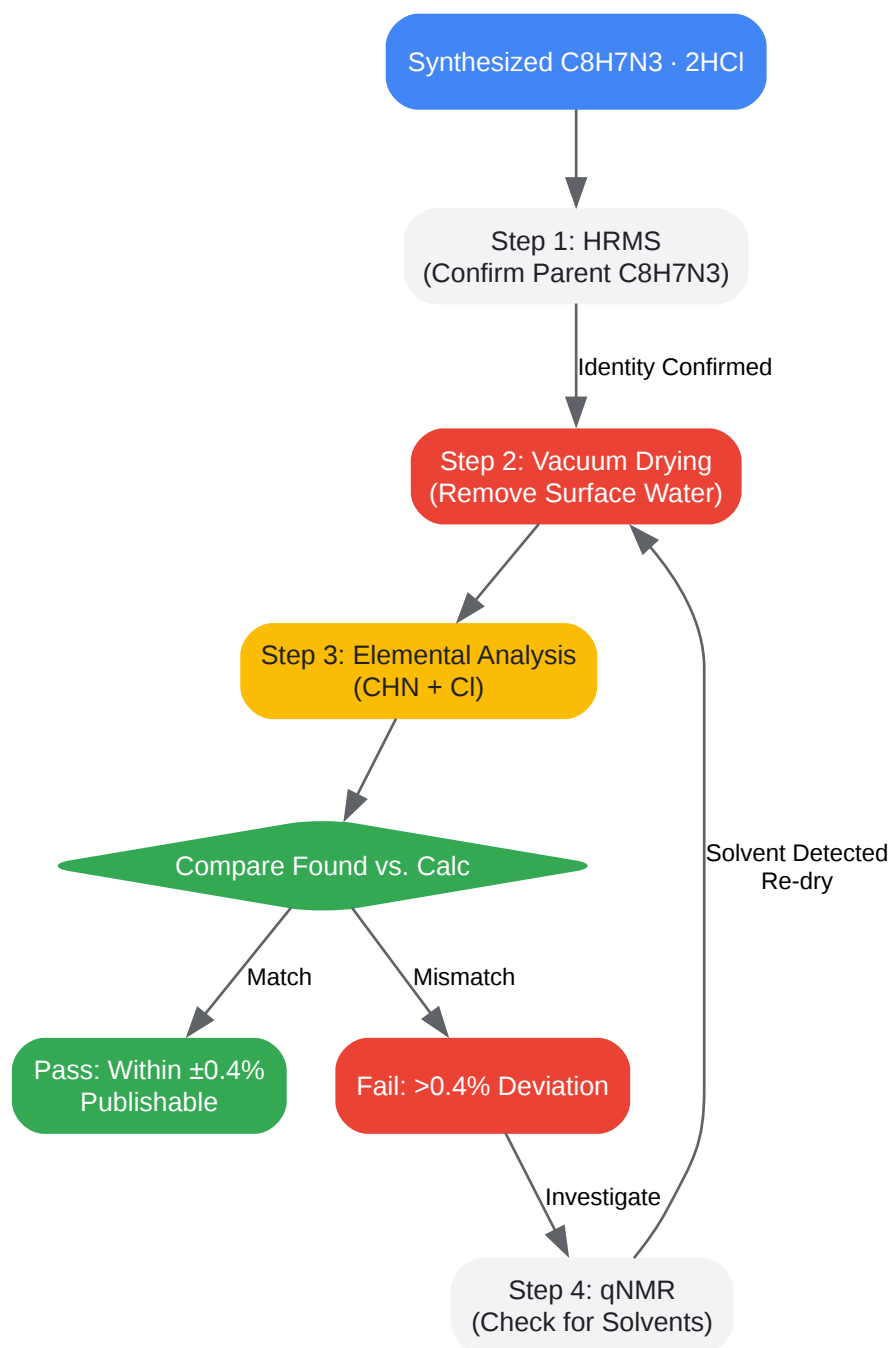 Synthesized C8H7N3 · 2HCl
Step 1: HRMS
(Confirm Parent C8H7N3)
Identity Confirmed
Step 2: Vacuum Drying
(Remove Surface Water)
Step 3: Elemental Analysis
(CHN + Cl)
Compare Found vs. Calc
Solvent Detected
Re-dry
Match
Mismatch
Pass: Within ±0.4%
Publishable
Fail: >0.4% Deviation
Investigate
Step 4: qNMR
(Check for Solvents)